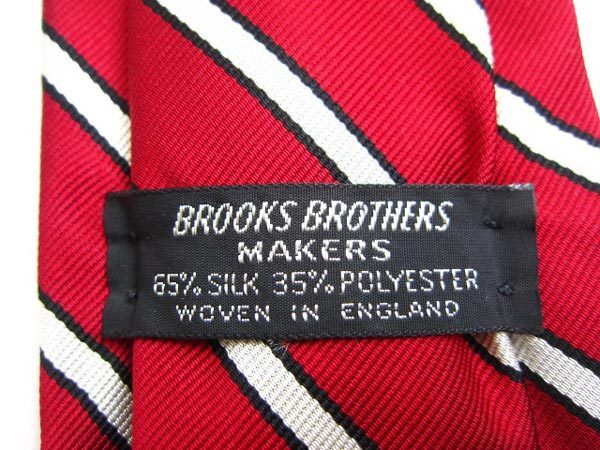 BROOKS BROTHERS
MAKERS
65% SILK 35% POLYESTER
WOVEN IN ENGLAND